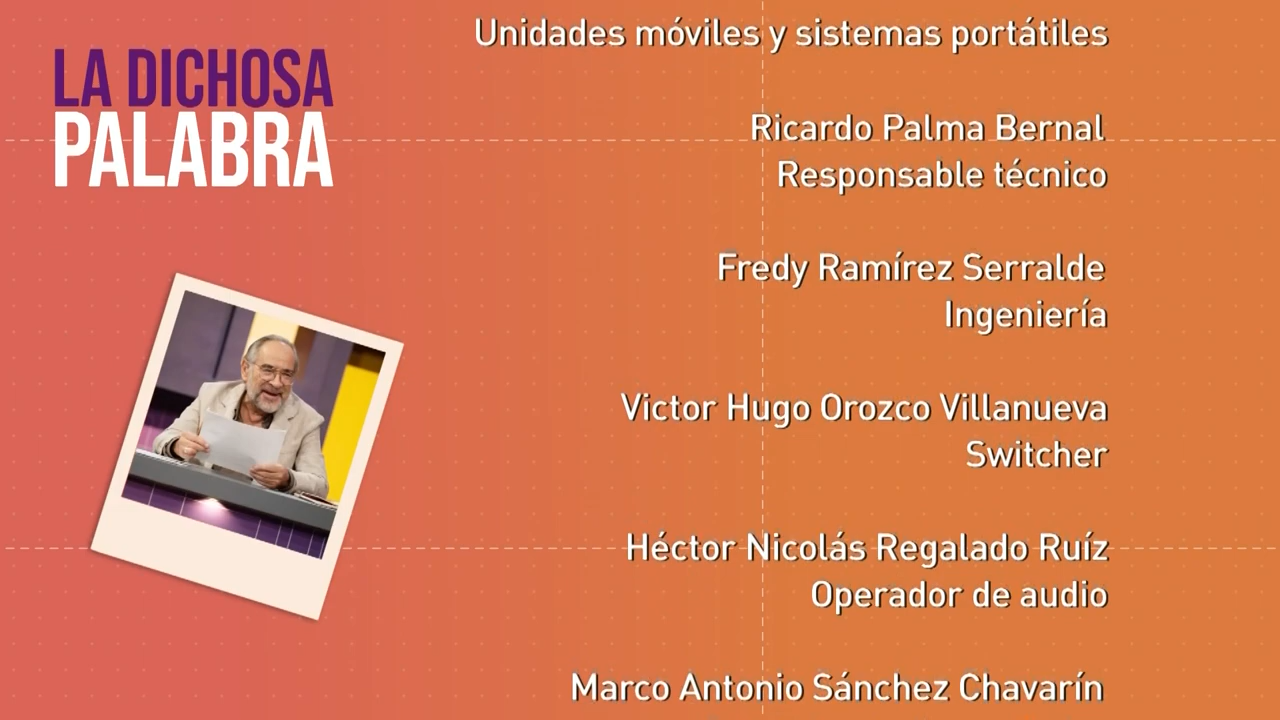 LA DICHOSA
PALABRA
Unidades móviles y sistemas portátiles
Ricardo Palma Bernal
Responsable técnico
Fredy Ramírez Serralde
Ingeniería
Victor Hugo Orozco Villanueva
Switcher
Héctor Nicolás Regalado Ruíz
Operador de audio
Marco Antonio Sánchez Chavarín